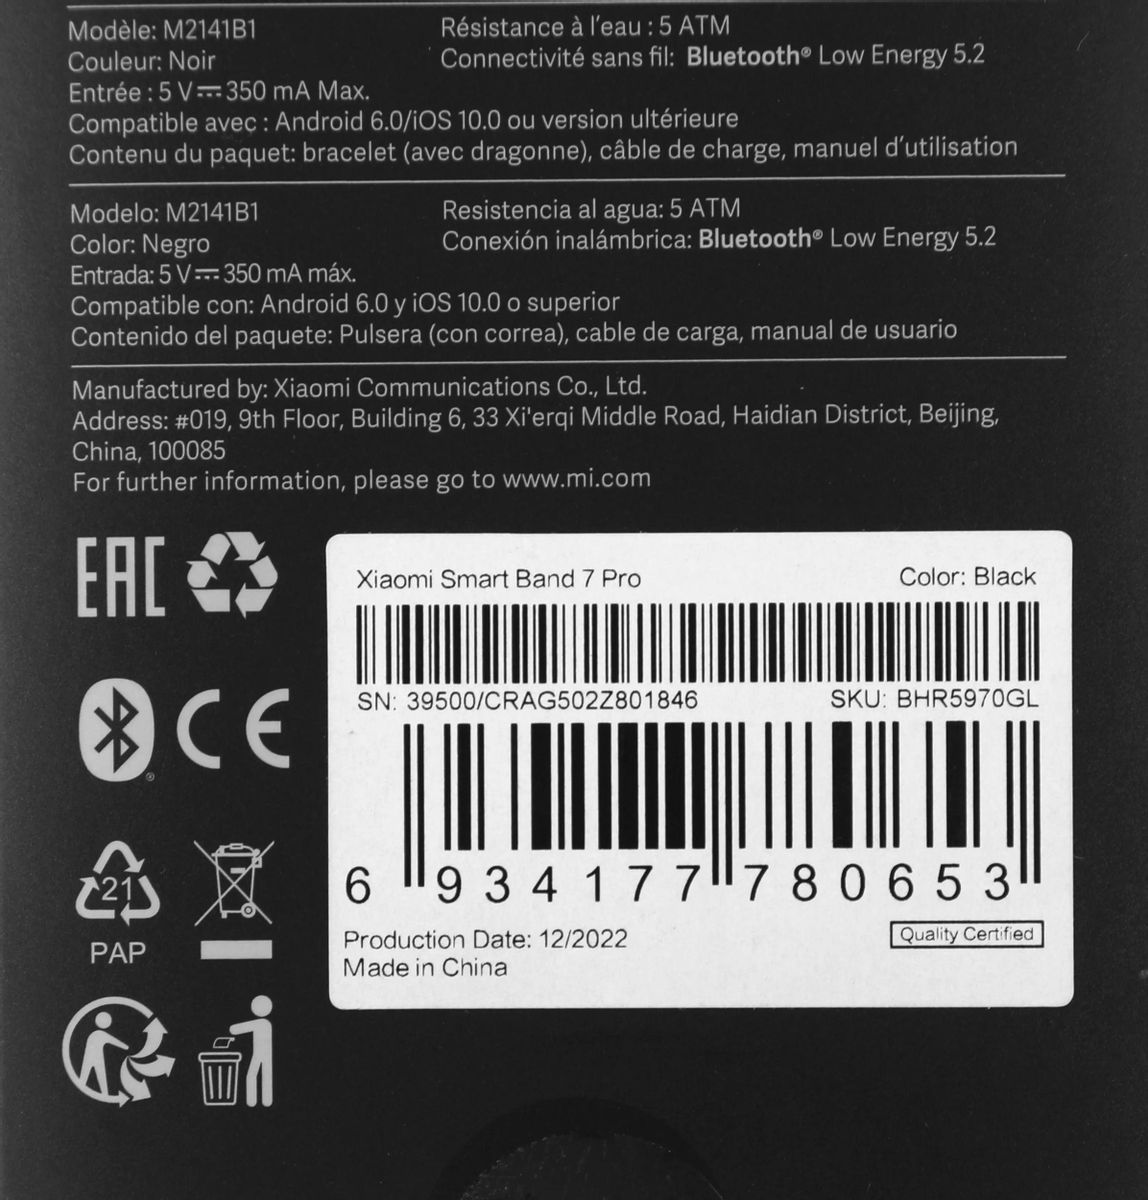 Modèle: M2141B1
Résistance à l'eau : 5 ATM
Couleur: Noir
Connectivité sans fil: Bluetooth® Low Energy 5.2
Entrée : 5 V⎓350 mA Max.
Compatible avec : Android 6.0/iOS 10.0 ou version ultérieure
Contenu du paquet: bracelet (avec dragonne), câble de charge, manuel d'utilisation
Modelo: M2141B1
Resistencia al agua: 5 ATM
Color: Negro
Conexión inalámbrica: Bluetooth® Low Energy 5.2
Entrada: 5 V⎓350 mA máx.
Compatible con: Android 6.0 y iOS 10.0 o superior
Contenido del paquete: Pulsera (con correa), cable de carga, manual de usuario
Manufactured by: Xiaomi Communications Co., Ltd.
Address: #019, 9th Floor, Building 6, 33 Xi'erqi Middle Road, Haidian District, Beijing,
China, 100085
For further information, please go to www.mi.com
EAC
Xiaomi Smart Band 7 Pro
Color: Black
SN: 39500/CRAG502Z801846
SKU: BHR5970GL
CE
6 934177 780653
21
PAP
Production Date: 12/2022
Quality Certified
Made in China